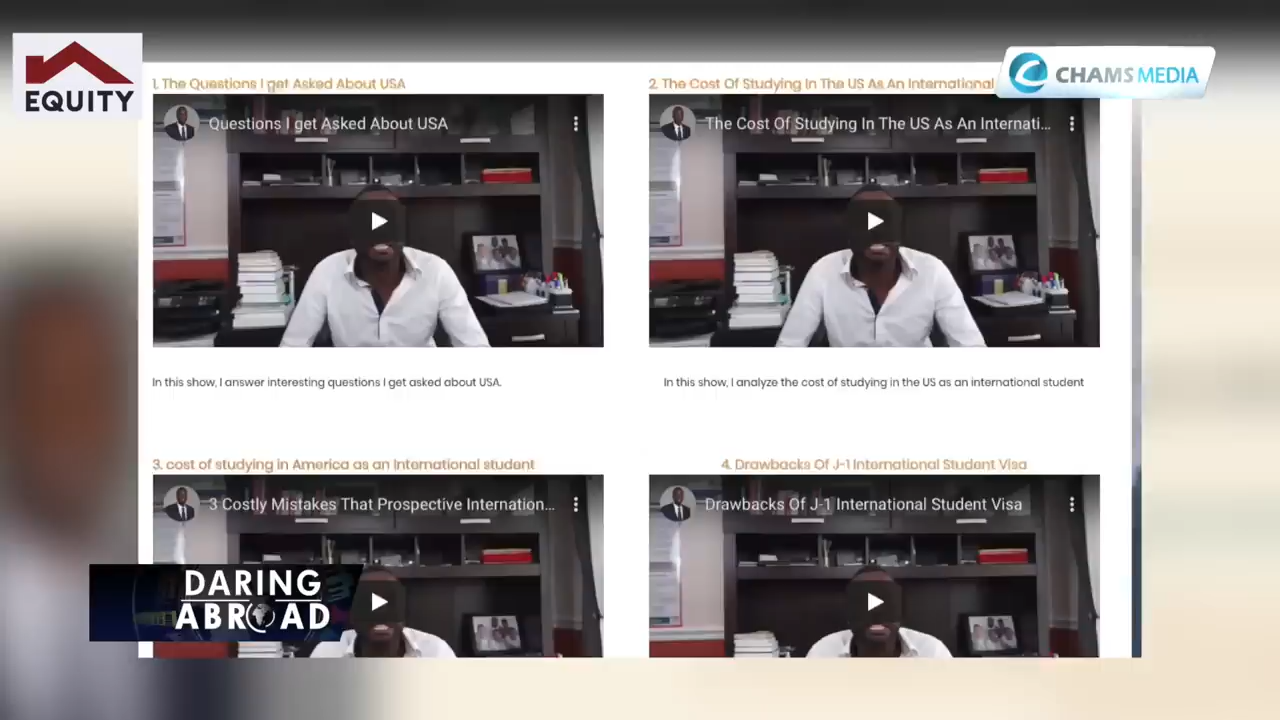 EQUITY
CHAMS MEDIA
1. The Questions I get Asked About USA
Questions I get Asked About USA
In this show, I answer interesting questions I get asked about USA.
2. The Cost Of Studying In The US As An International
The Cost Of Studying In The US As An Internati...
In this show, I analyze the cost of studying in the US as an international student
3. cost of studying in America as an International student
3 Costly Mistakes That Prospective Internation...
4. Drawbacks Of J-1 International Student Visa
Drawbacks Of J-1 International Student Visa
DARING
ABROAD